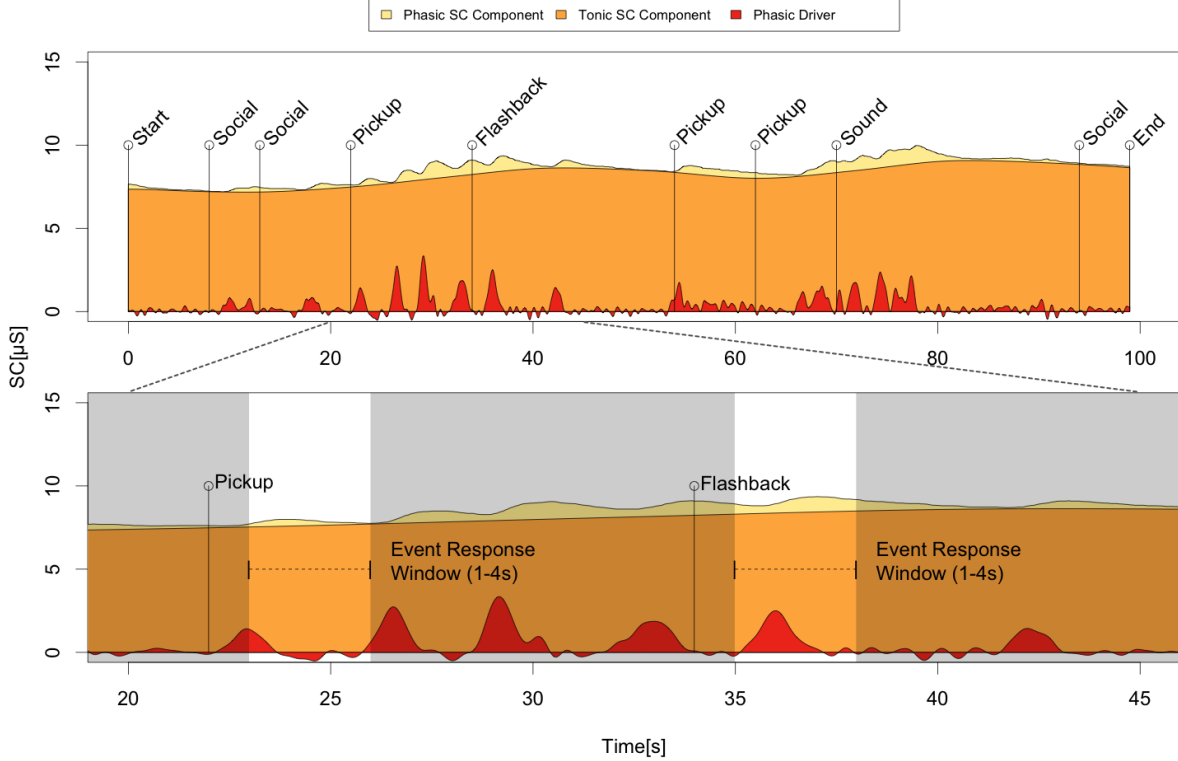 Phasic SC Component Tonic SC Component Phasic Driver
15
10
5
0
Start
Social
Social
Pickup
Flashback
Pickup
Pickup
Sound
Social
End
0 20 40 60 80 100
SC[µS]
15
10
5
0
Pickup
Flashback
Event Response
Window (1-4s)
Event Response
Window (1-4s)
20 25 30 35 40 45
Time[s]